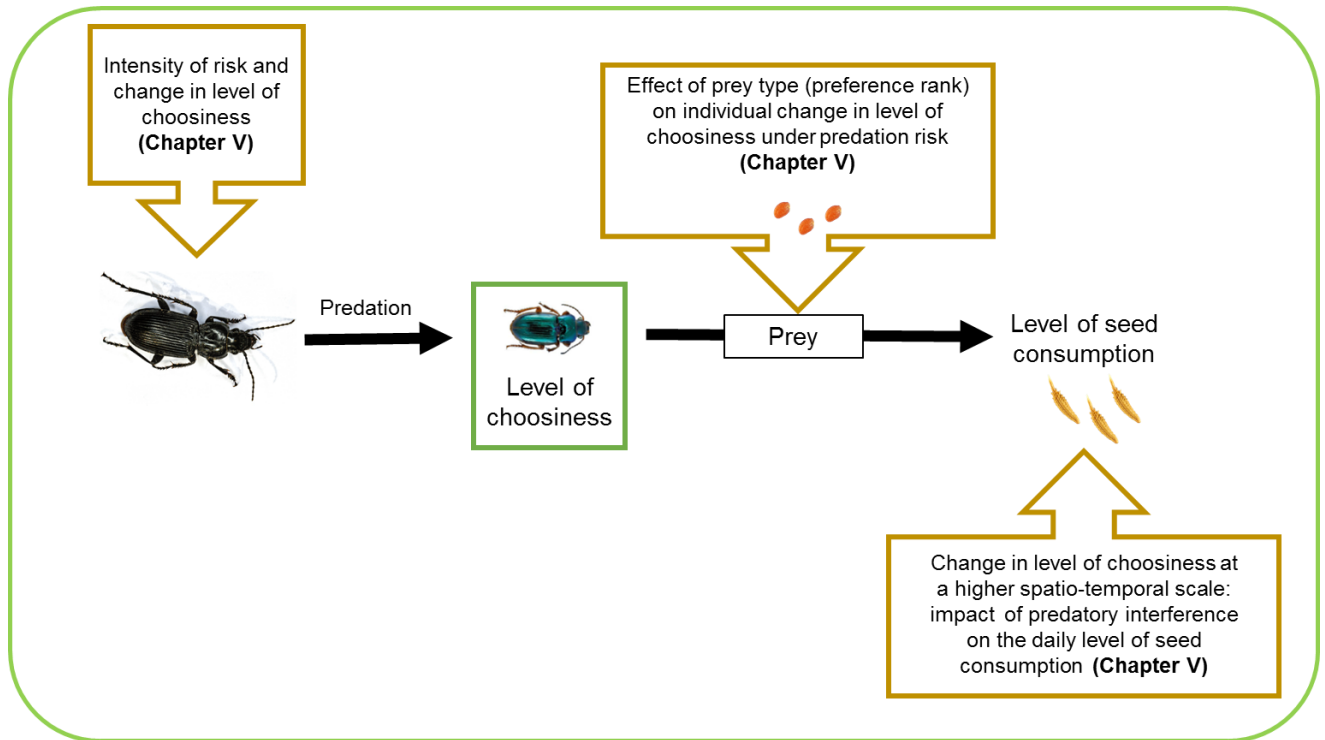 Intensity of risk and
change in level of
choosiness
(Chapter V)
Effect of prey type (preference rank)
on individual change in level of
choosiness under predation risk
(Chapter V)
Predation
Level of
choosiness
Prey
Level of seed
consumption
Change in level of choosiness at
a higher spatio-temporal scale:
impact of predatory interference
on the daily level of seed
consumption (Chapter V)